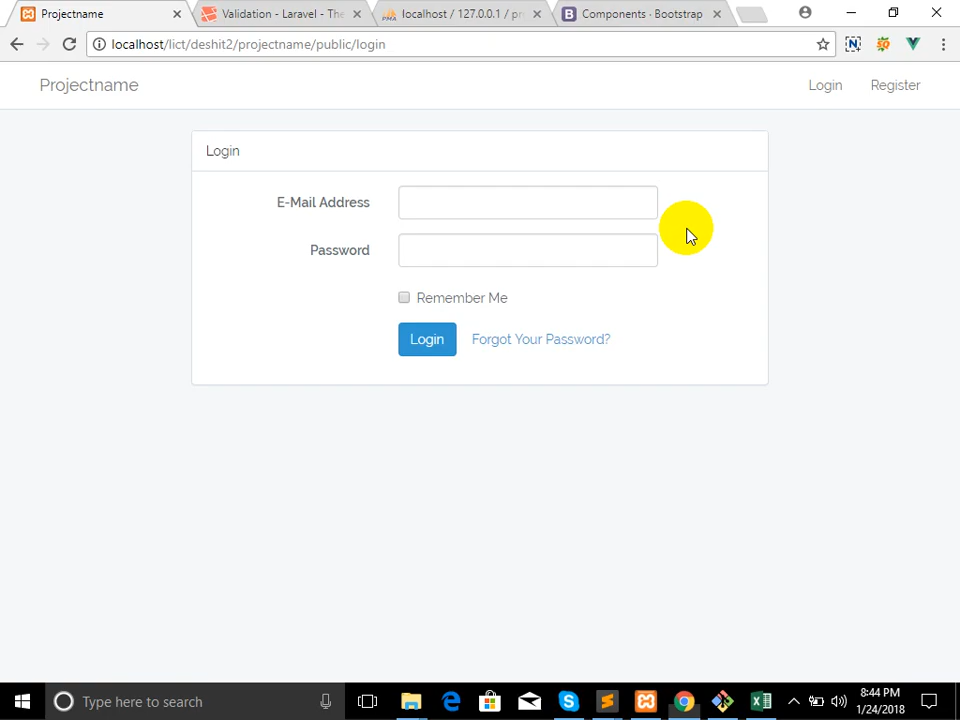 Projectname
Validation - Laravel - The
localhost / 127.0.0.1 / pr
Components · Bootstrap
localhost/lict/deshit2/projectname/public/login
Projectname
Login
Register
Login
E-Mail Address
Password
Remember Me
Login
Forgot Your Password?
Type here to search
8:44 PM
1/24/2018